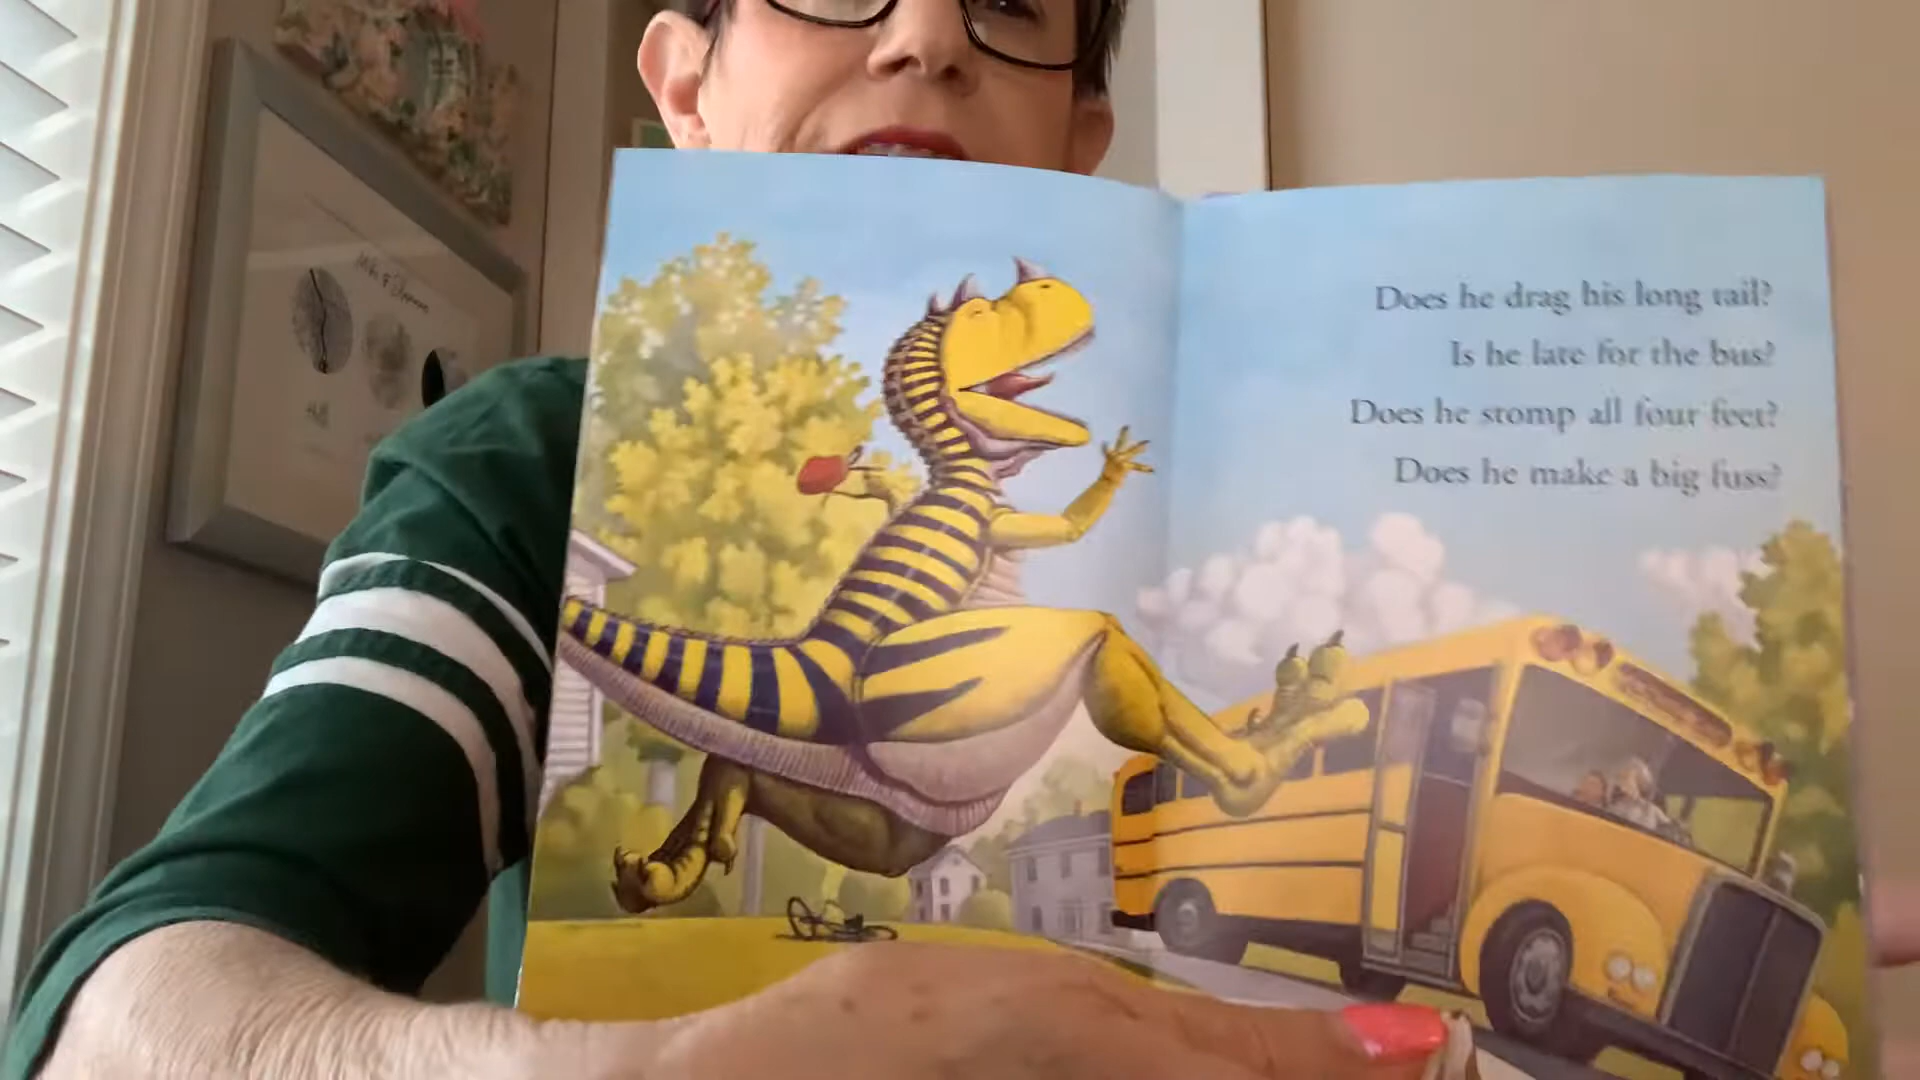 Does he drag his long tail?
Is he late for the bus?
Does he stomp all four feet?
Does he make a big fuss?